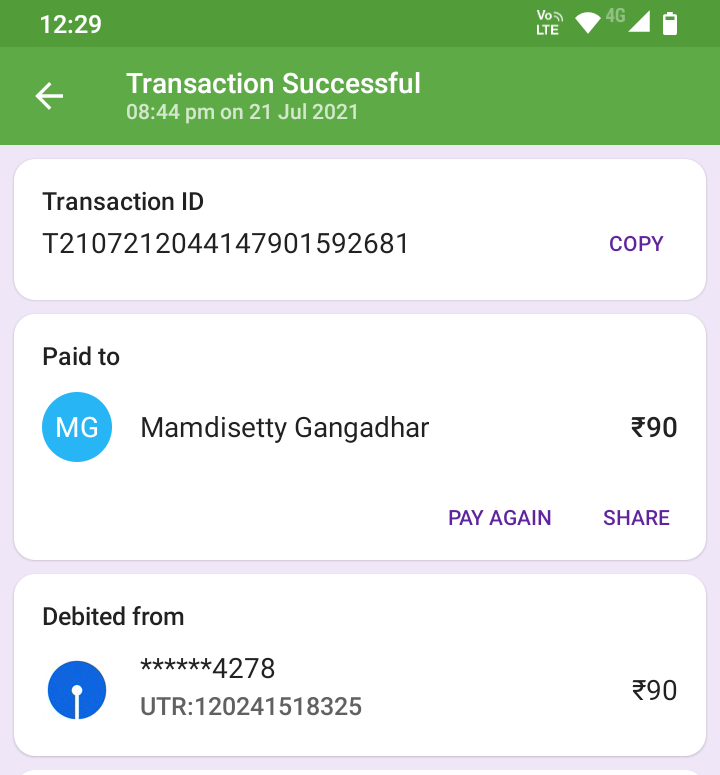 12:29
Vo LTE 4G
Transaction Successful
08:44 pm on 21 Jul 2021
Transaction ID
T2107212044147901592681 COPY
Paid to
MG Mamdisetty Gangadhar ₹90
PAY AGAIN SHARE
Debited from
******4278
UTR:120241518325 ₹90